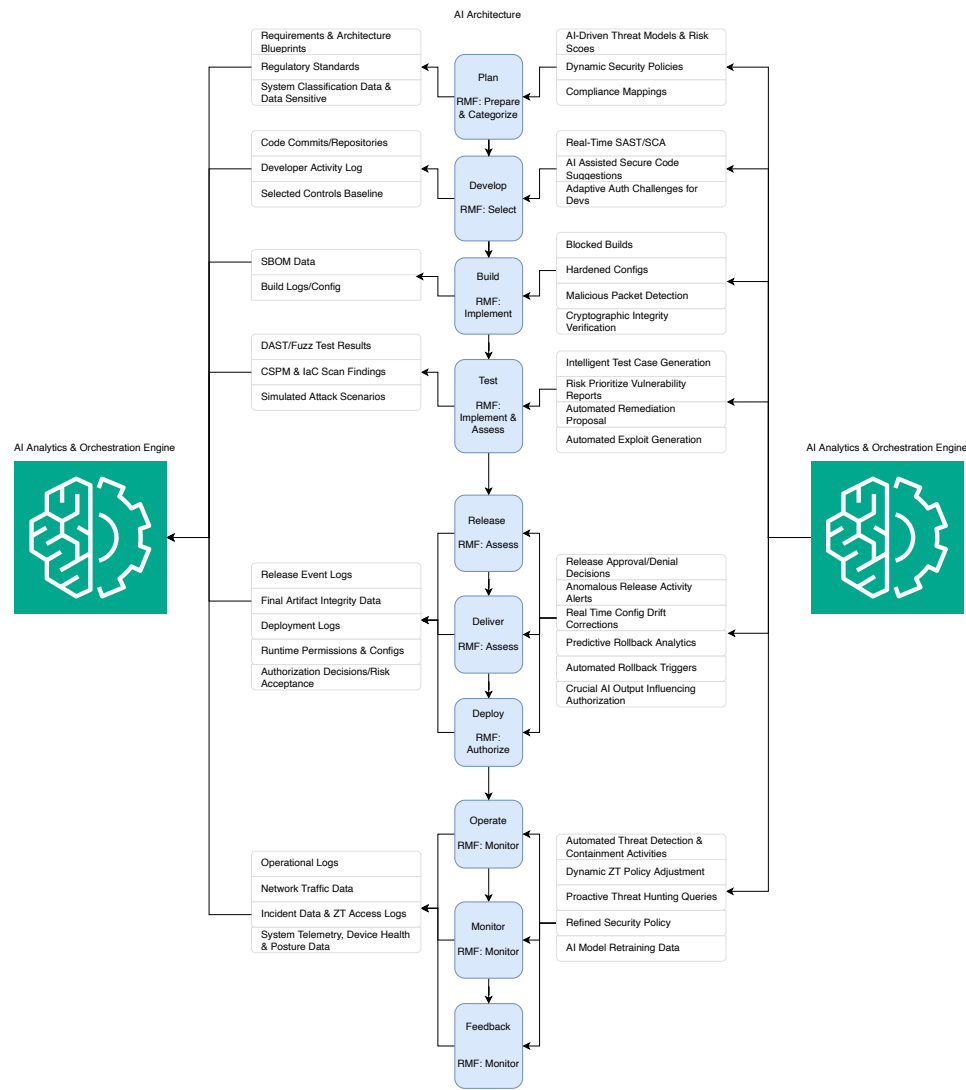 AI Architecture
Requirements & Architecture
Blueprints
Regulatory Standards
System Classification Data &
Data Sensitive
Plan
RMF: Prepare
& Categorize
AI-Driven Threat Models & Risk
Scoes
Dynamic Security Policies
Compliance Mappings
Code Commits/Repositories
Developer Activity Log
Selected Controls Baseline
Develop
RMF: Select
Real-Time SAST/SCA
AI Assisted Secure Code
Suggestions
Adaptive Auth Challenges for
Devs
SBOM Data
Build Logs/Config
Build
RMF:
Implement
Blocked Builds
Hardened Configs
Malicious Packet Detection
Cryptographic Integrity
Verification
DAST/Fuzz Test Results
CSPM & IaC Scan Findings
Simulated Attack Scenarios
Test
RMF:
Implement &
Assess
Intelligent Test Case Generation
Risk Prioritize Vulnerability
Reports
Automated Remediation
Proposal
Automated Exploit Generation
AI Analytics & Orchestration Engine
AI Analytics & Orchestration Engine
Release
RMF: Assess
Release Event Logs
Final Artifact Integrity Data
Deployment Logs
Runtime Permissions & Configs
Authorization Decisions/Risk
Acceptance
Deliver
RMF: Assess
Release Approval/Denial
Decisions
Anomalous Release Activity
Alerts
Real Time Config Drift
Corrections
Predictive Rollback Analytics
Automated Rollback Triggers
Crucial AI Output Influencing
Authorization
Deploy
RMF:
Authorize
Operate
RMF: Monitor
Operational Logs
Network Traffic Data
Incident Data & ZT Access Logs
System Telemetry, Device Health
& Posture Data
Monitor
RMF: Monitor
Automated Threat Detection &
Containment Activities
Dynamic ZT Policy Adjustment
Proactive Threat Hunting Queries
Refined Security Policy
AI Model Retraining Data
Feedback
RMF: Monitor